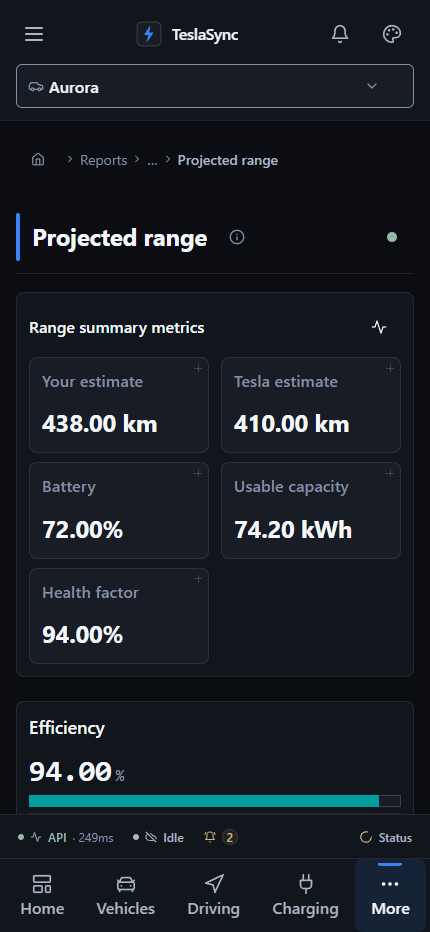 TeslaSync
Aurora
Reports
...
Projected range
Projected range
Range summary metrics
Your estimate
438.00 km
Tesla estimate
410.00 km
Battery
72.00%
Usable capacity
74.20 kWh
Health factor
94.00%
Efficiency
94.00 %
API · 249ms
Idle
2
Status
Home
Vehicles
Driving
Charging
More